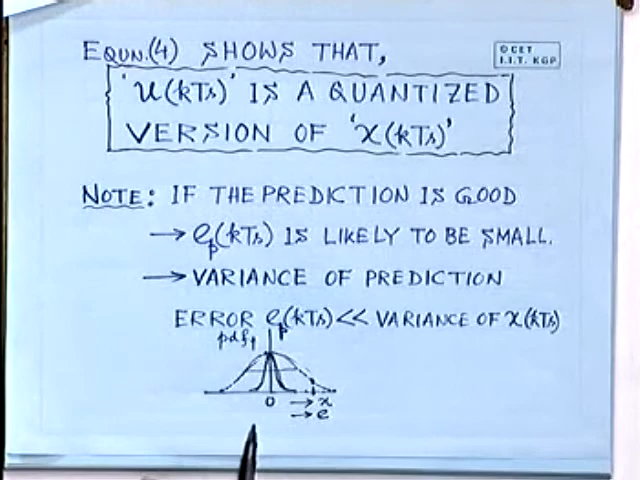 EQUN.(4) SHOWS THAT,
© CET
I.I.T. KGP
'u(kTs)' IS A QUANTIZED
VERSION OF 'x(kTs)'
NOTE: IF THE PREDICTION IS GOOD
→ ep(kTs) IS LIKELY TO BE SMALL.
→ VARIANCE OF PREDICTION
ERROR ep(kTs) << VARIANCE OF x(kTs)
pdf↑
0 → x
→ e